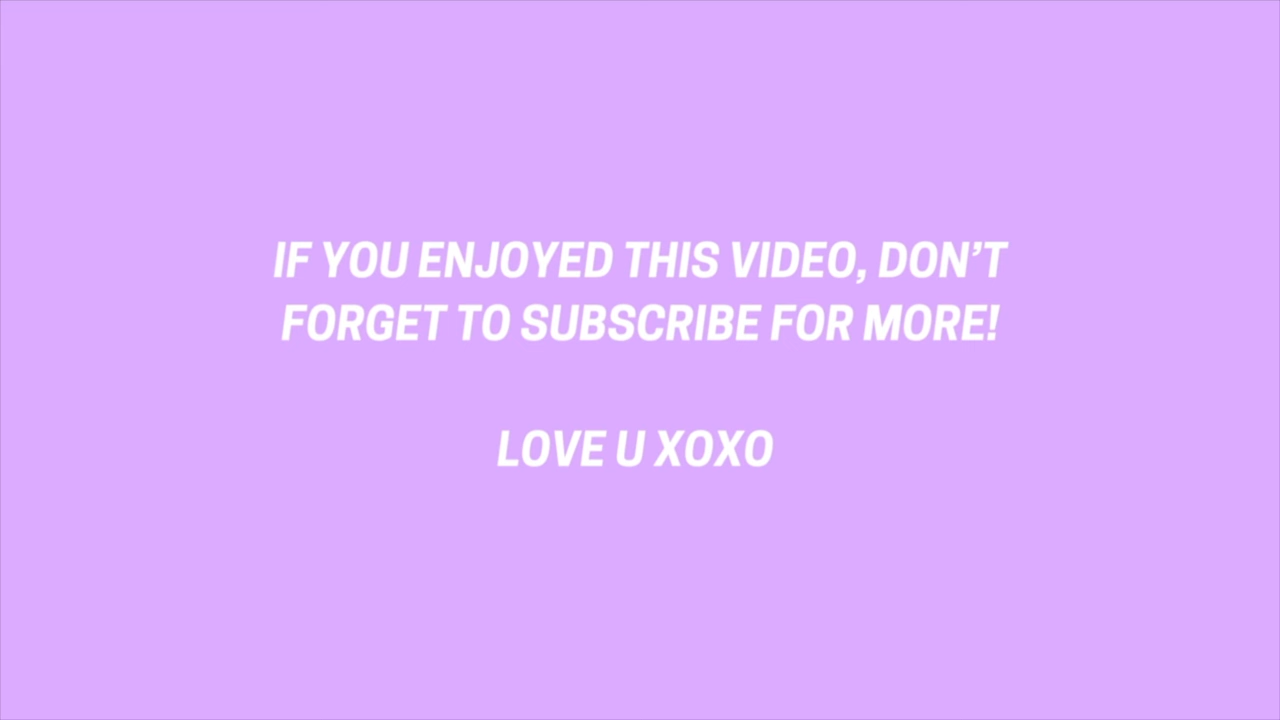 IF YOU ENJOYED THIS VIDEO, DON’T
FORGET TO SUBSCRIBE FOR MORE!
LOVE U XOXO